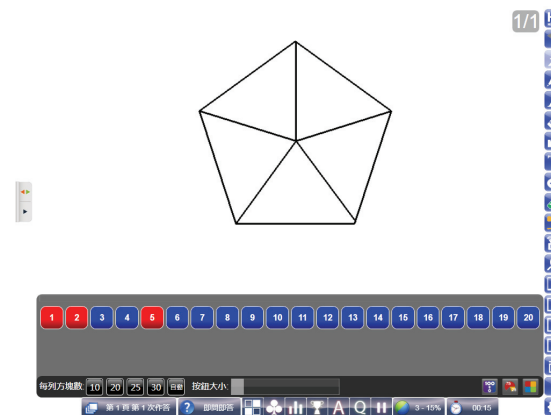 1/1
1 2 3 4 5 6 7 8 9 10 11 12 13 14 15 16 17 18 19 20
每列方塊數: 10 20 25 30 自動 按鈕大小:
第1頁第1次作答 ? 即問即答 A Q 3 - 15% 00:15